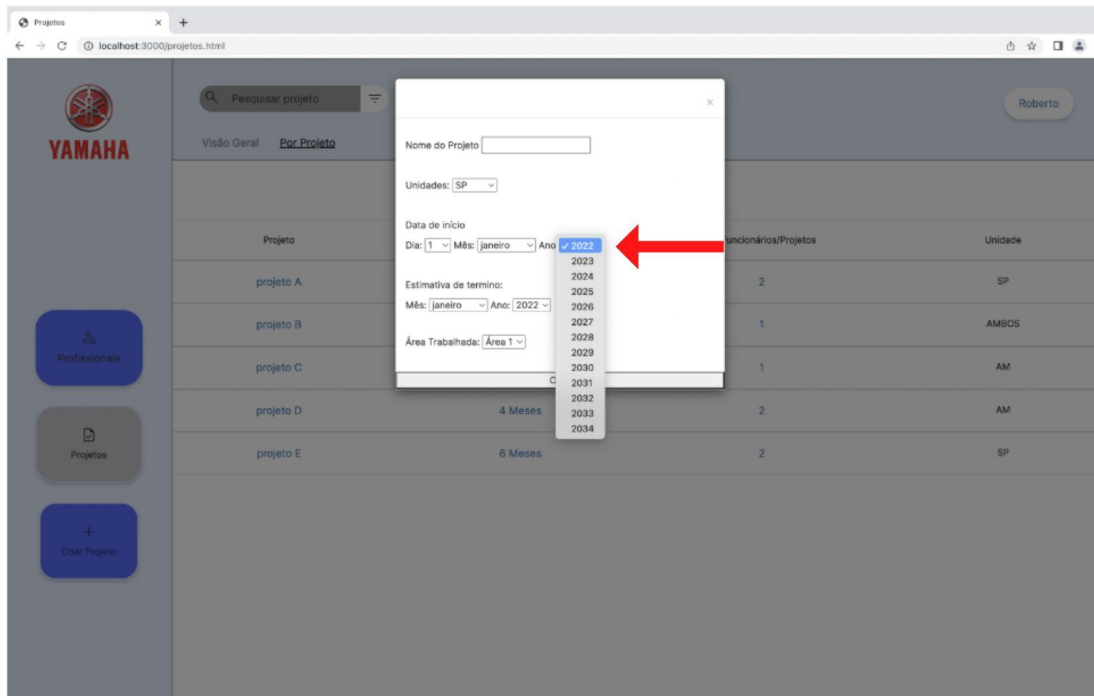 Projetos
localhost:3000/projetos.html
YAMAHA
Pesquisar projeto
Roberto
Visão Geral Por Projeto
Nome do Projeto
Unidades: SP
Data de início
Dia: 1 Mês: janeiro Ano 2022
2023
2024
2025
2026
2027
2028
2029
2030
2031
2032
2033
2034
Estimativa de termino:
Mês: janeiro Ano: 2022
Área Trabalhada: Área 1
Projeto Unidade
projeto A 2 SP
projeto B 1 AMBOS
projeto C 1 AM
projeto D 4 Meses 2 AM
projeto E 6 Meses 2 SP
Profissionais
Projetos
Criar Projeto